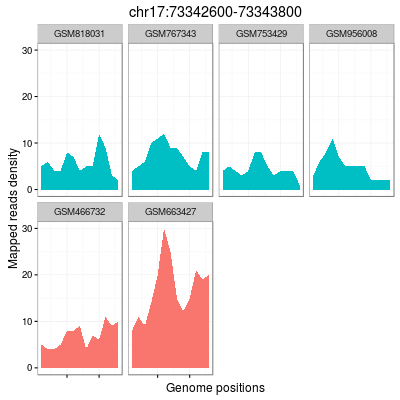 chr17:73342600-73343800
GSM818031 GSM767343 GSM753429 GSM956008
30
20
10
0
Mapped reads density
GSM466732 GSM663427
30
20
10
0
Genome positions